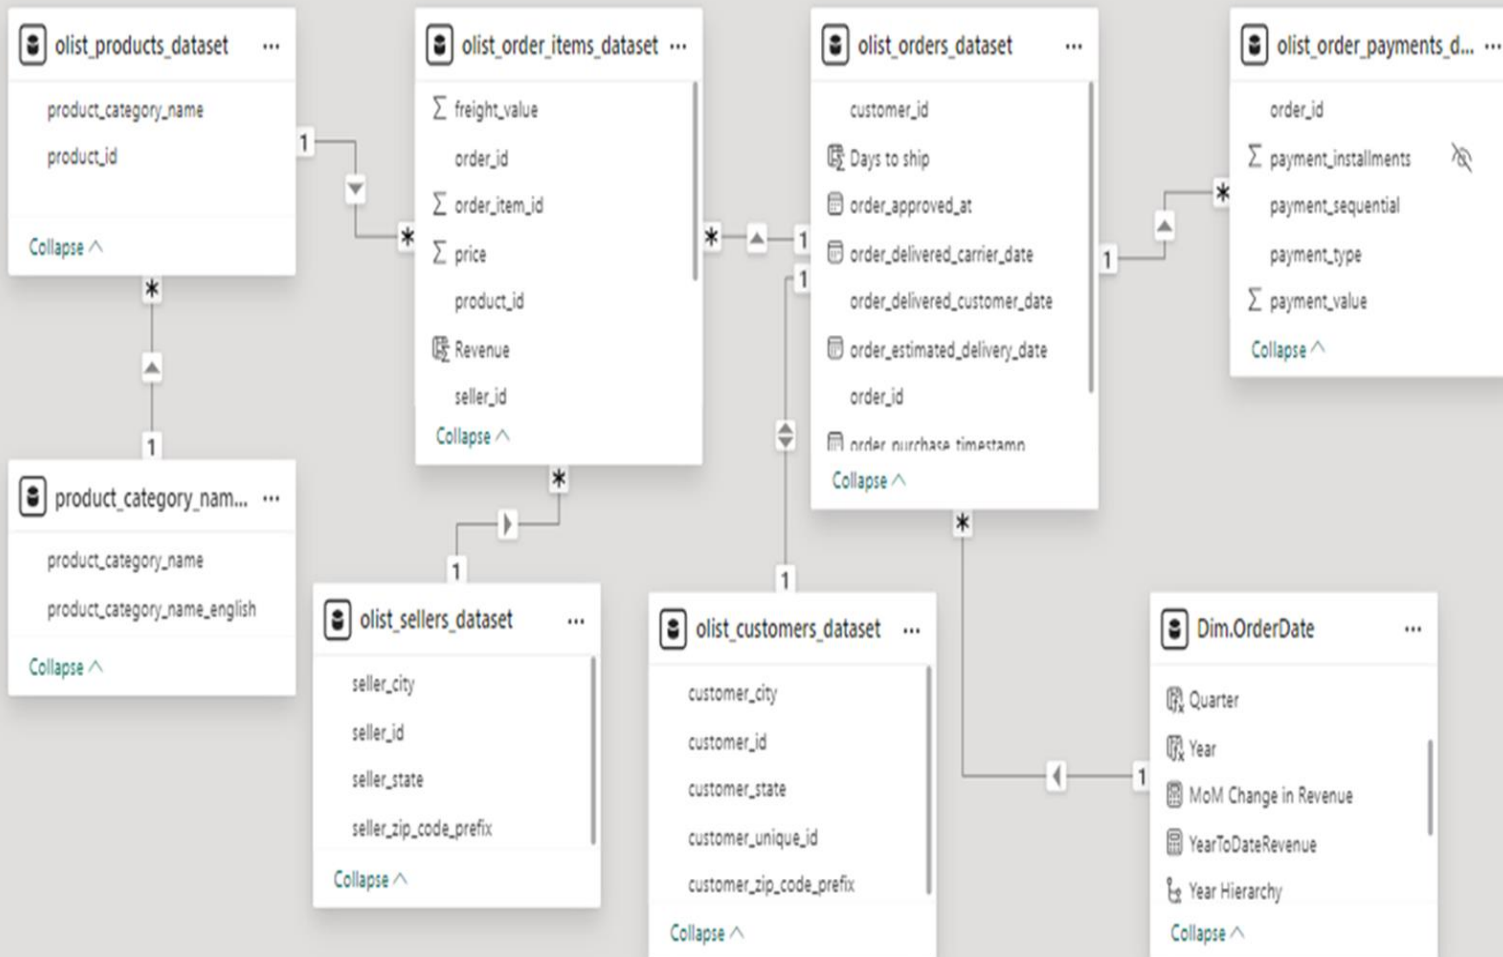 olist_products_dataset ...
product_category_name
product_id
Collapse
olist_order_items_dataset ...
freight_value
order_id
order_item_id
price
product_id
Revenue
seller_id
Collapse
olist_orders_dataset ...
customer_id
Days to ship
order_approved_at
order_delivered_carrier_date
order_delivered_customer_date
order_estimated_delivery_date
order_id
order_purchase_timestamp
Collapse
olist_order_payments_d... ...
order_id
payment_installments
payment_sequential
payment_type
payment_value
Collapse
1
*
*
1
1
1
*
*
1
*
1
1
*
1
product_category_nam... ...
product_category_name
product_category_name_english
Collapse
olist_sellers_dataset ...
seller_city
seller_id
seller_state
seller_zip_code_prefix
Collapse
olist_customers_dataset ...
customer_city
customer_id
customer_state
customer_unique_id
customer_zip_code_prefix
Collapse
Dim.OrderDate ...
Quarter
Year
MoM Change in Revenue
YearToDateRevenue
Year Hierarchy
Collapse